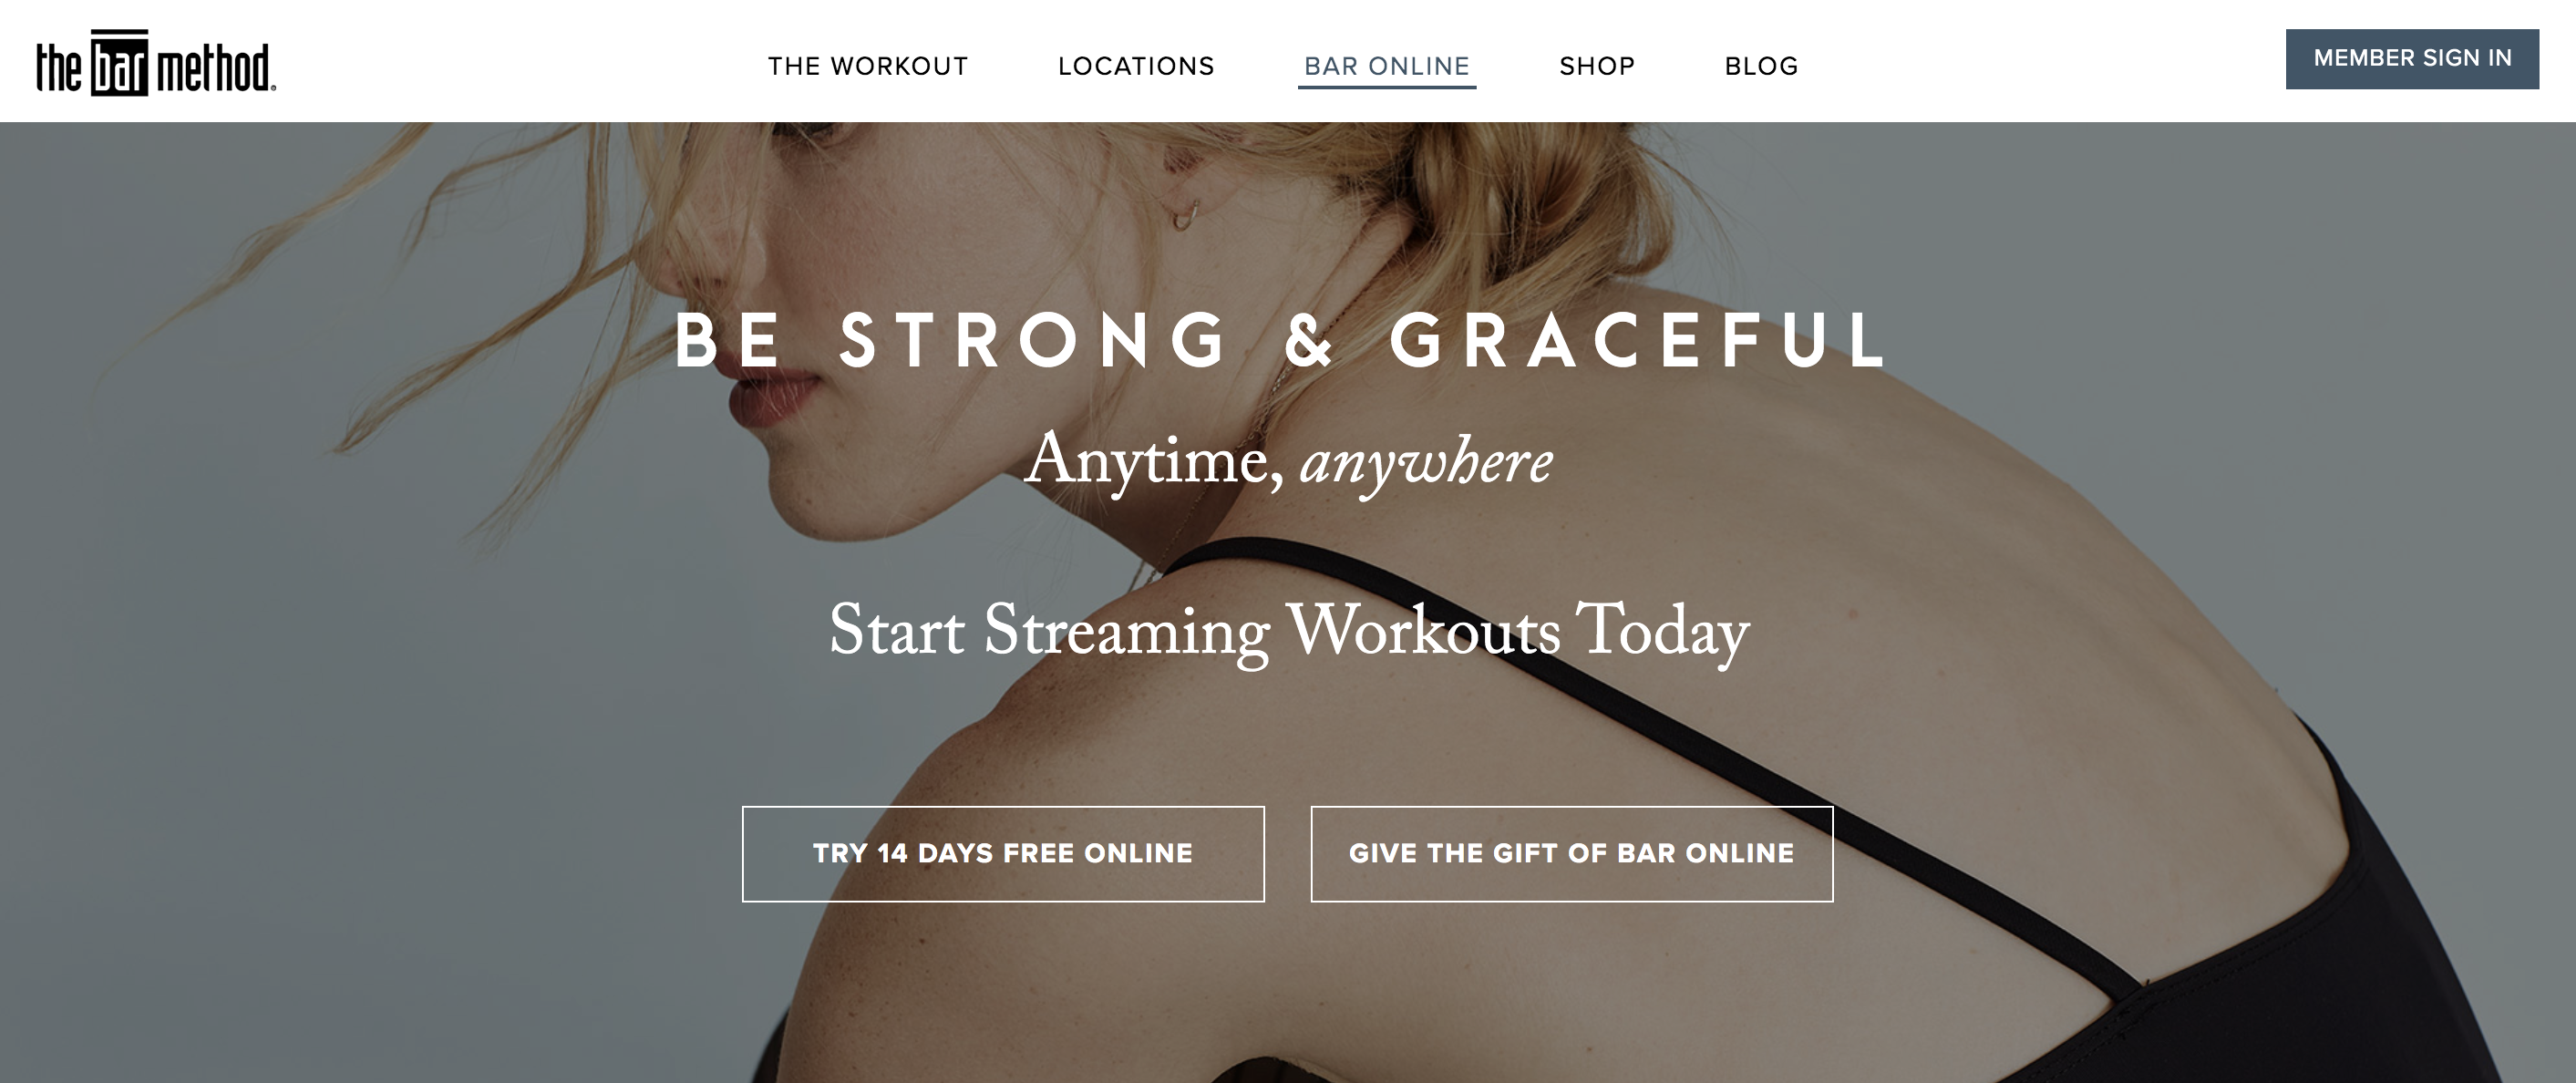 the bar method
THE WORKOUT LOCATIONS BAR ONLINE SHOP BLOG
MEMBER SIGN IN
BE STRONG & GRACEFUL
Anytime, anywhere
Start Streaming Workouts Today
TRY 14 DAYS FREE ONLINE
GIVE THE GIFT OF BAR ONLINE